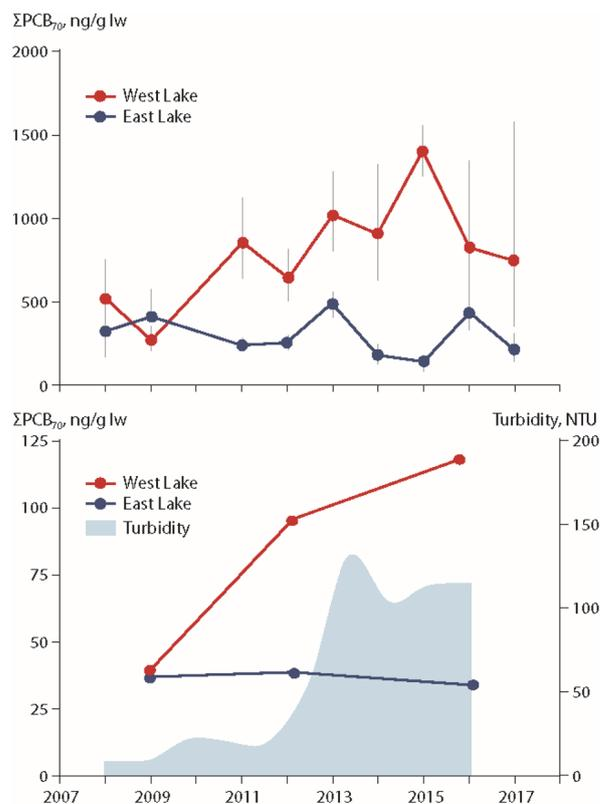 ΣPCB₇₀, ng/g lw
2000
West Lake
East Lake
1500
1000
500
0
ΣPCB₇₀, ng/g lw Turbidity, NTU
125 200
West Lake
East Lake
Turbidity
100
150
75
100
50
50
25
0 0
2007 2009 2011 2013 2015 2017